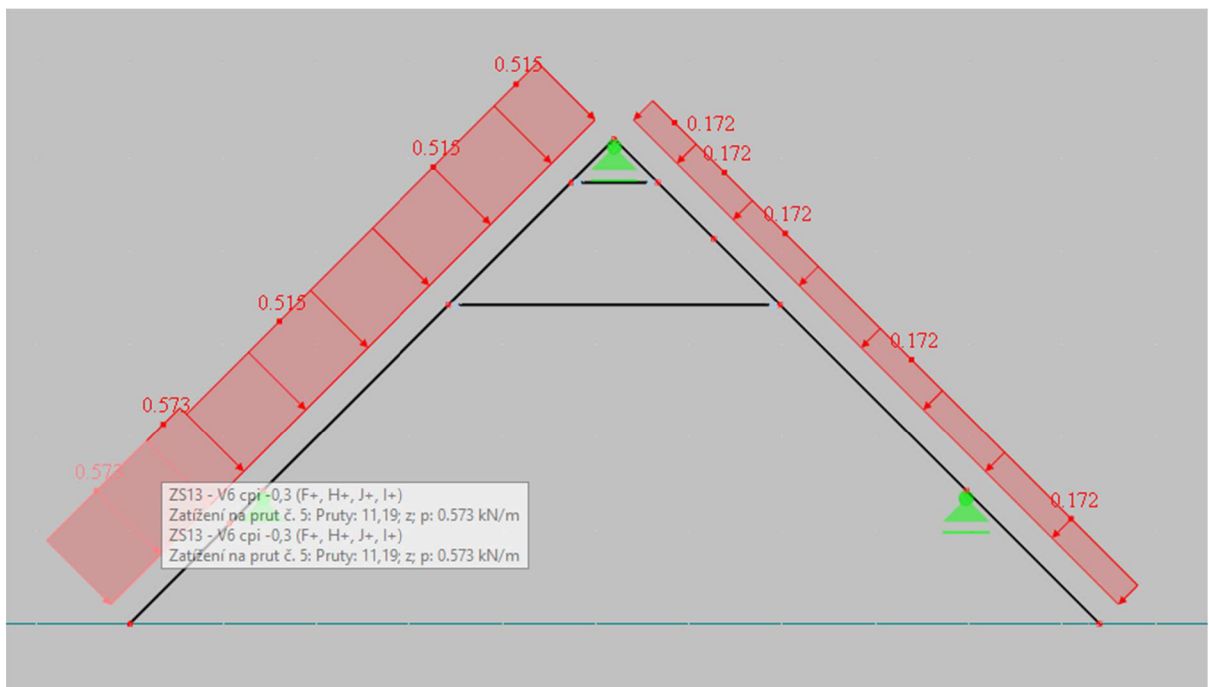 0.515
0.172
0.515
0.172
0.172
0.515
0.172
0.573
0.573
0.172
ZS13 - V6 cpi -0,3 (F+, H+, J+, I+)
Zatížení na prut č. 5: Pruty: 11,19; z; p: 0.573 kN/m
ZS13 - V6 cpi -0,3 (F+, H+, J+, I+)
Zatížení na prut č. 5: Pruty: 11,19; z; p: 0.573 kN/m